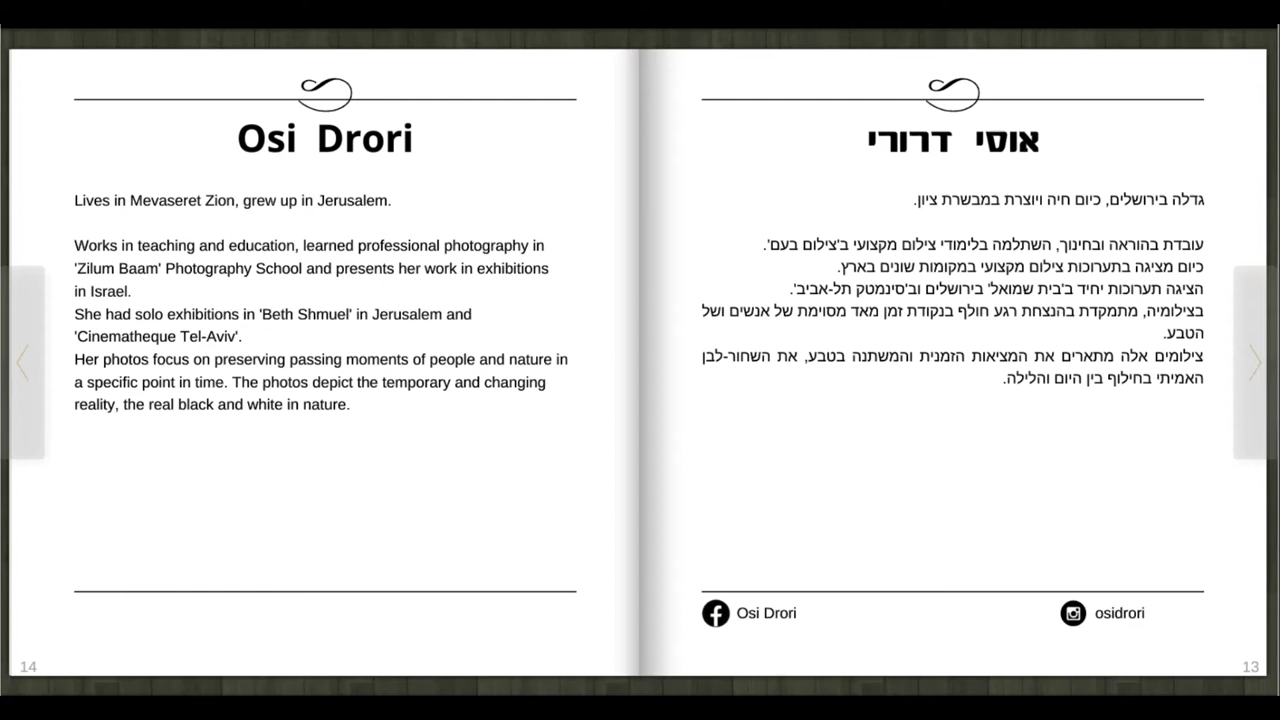 Osi Drori
Lives in Mevaseret Zion, grew up in Jerusalem.
Works in teaching and education, learned professional photography in
'Zilum Baam' Photography School and presents her work in exhibitions
in Israel.
She had solo exhibitions in 'Beth Shmuel' in Jerusalem and
'Cinematheque Tel-Aviv'.
Her photos focus on preserving passing moments of people and nature in
a specific point in time. The photos depict the temporary and changing
reality, the real black and white in nature.
14
אוסי דרורי
גדלה בירושלים, כיום חיה ויוצרת במבשרת ציון.
עובדת בהוראה ובחינוך, השתלמה בלימודי צילום מקצועי ב'צילום בעם'.
כיום מציגה בתערוכות צילום מקצועי במקומות שונים בארץ.
הציגה תערוכות יחיד ב'בית שמואל' בירושלים וב'סינמטק תל-אביב'.
בצילומיה, מתמקדת בהנצחת רגע חולף בנקודת זמן מאד מסוימת של אנשים ושל
הטבע.
צילומים אלה מתארים את המציאות הזמנית והמשתנה בטבע, את השחור-לבן
האמיתי בחילוף בין היום והלילה.
Osi Drori
osidrori
13